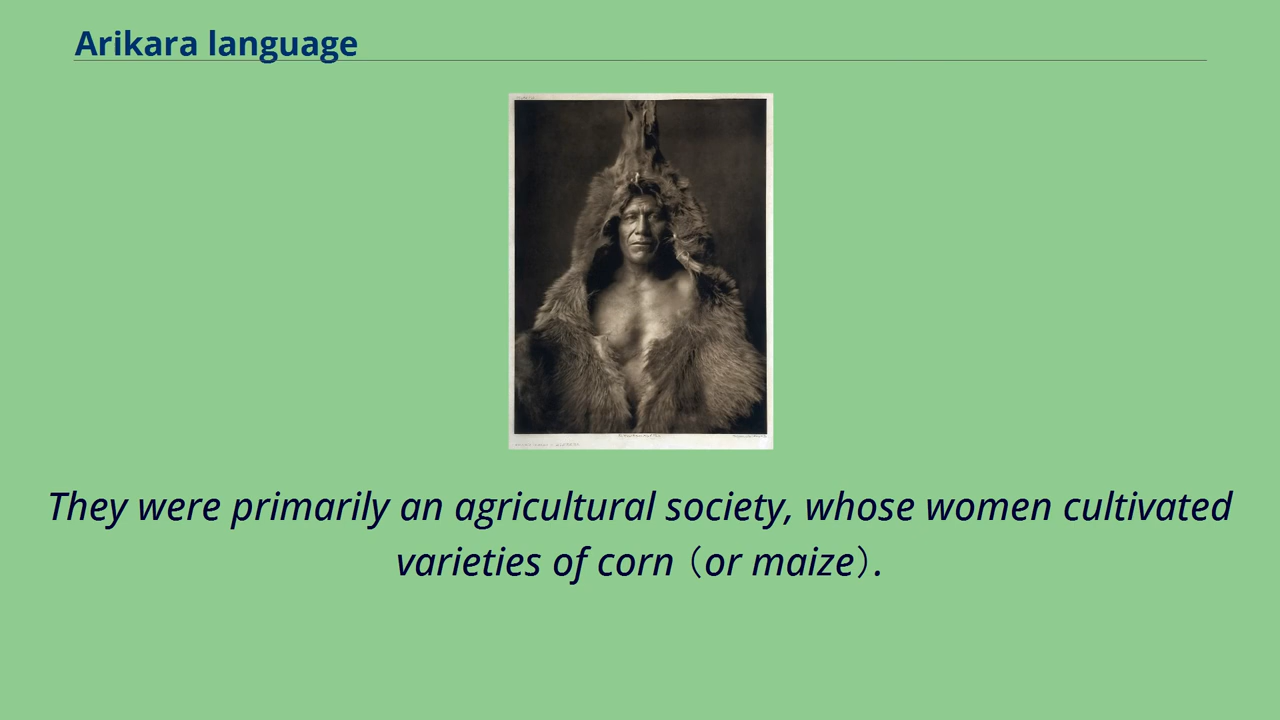 Arikara language
They were primarily an agricultural society, whose women cultivated
varieties of corn（or maize）.